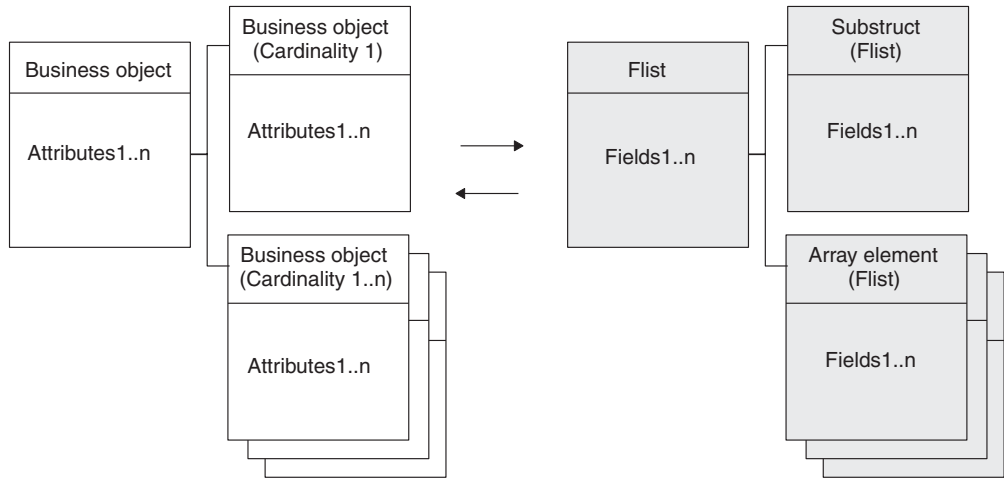 Business object
Attributes1..n
Business object
(Cardinality 1)
Attributes1..n
Business object
(Cardinality 1..n)
Attributes1..n
Flist
Fields1..n
Substruct
(Flist)
Fields1..n
Array element
(Flist)
Fields1..n